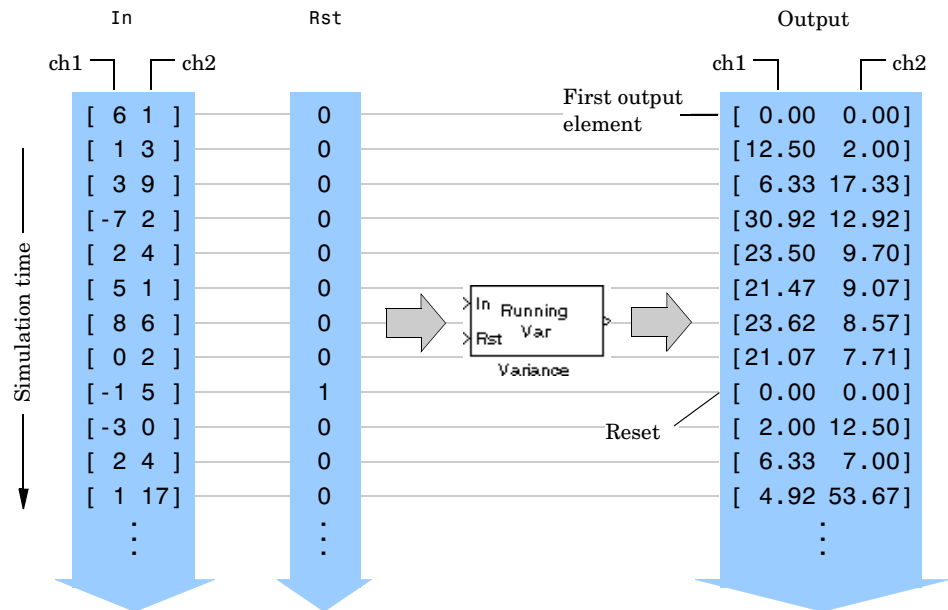 In Rst Output
ch1 ch2 ch1 ch2
First output
element
[ 6 1 ] 0 [ 0.00 0.00]
[ 1 3 ] 0 [12.50 2.00]
[ 3 9 ] 0 [ 6.33 17.33]
[-7 2 ] 0 [30.92 12.92]
[ 2 4 ] 0 [23.50 9.70]
[ 5 1 ] 0 [21.47 9.07]
[ 8 6 ] 0 [23.62 8.57]
[ 0 2 ] 0 [21.07 7.71]
[-1 5 ] 1 [ 0.00 0.00]
[-3 0 ] 0 [ 2.00 12.50]
[ 2 4 ] 0 [ 6.33 7.00]
[ 1 17] 0 [ 4.92 53.67]
Simulation time
In
Running
Var
Rst
Variance
Reset